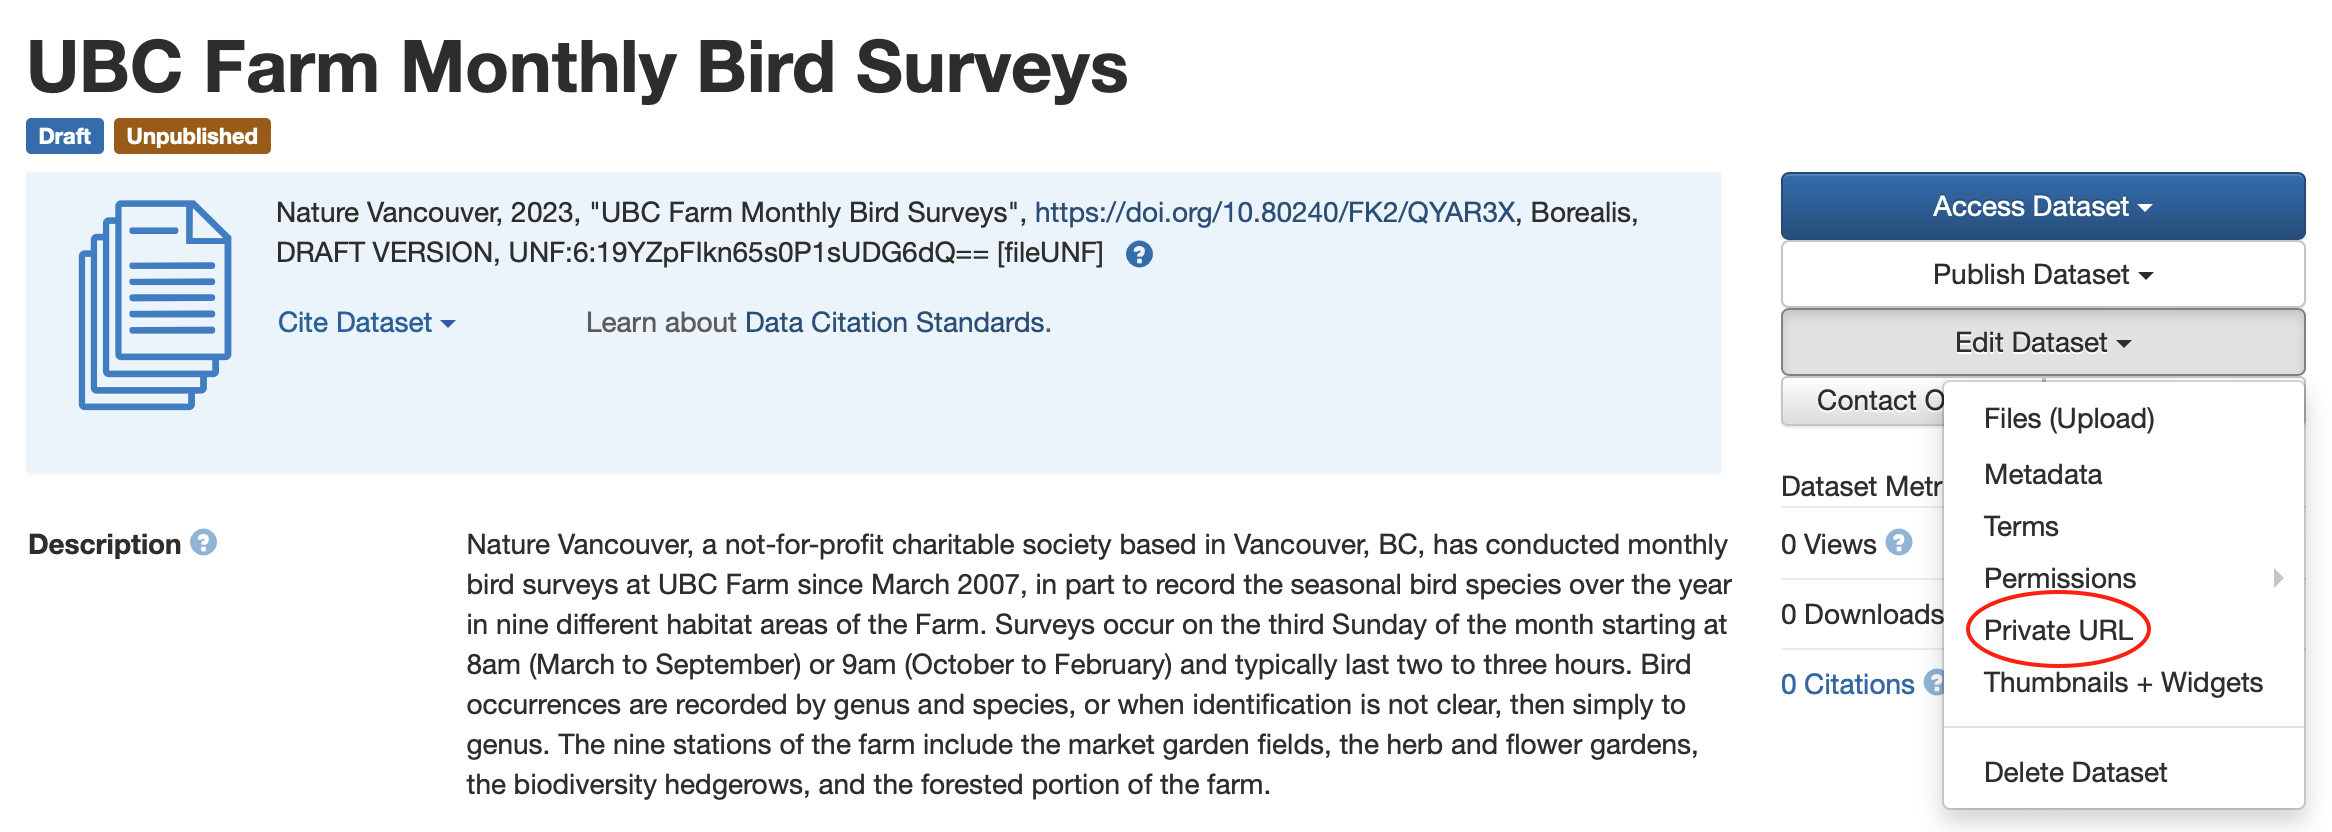 UBC Farm Monthly Bird Surveys
Draft Unpublished
Nature Vancouver, 2023, "UBC Farm Monthly Bird Surveys", https://doi.org/10.80240/FK2/QYAR3X, Borealis,
DRAFT VERSION, UNF:6:19YZpFIkn65s0P1sUDG6dQ== [fileUNF] ?
Cite Dataset
Learn about Data Citation Standards.
Access Dataset
Publish Dataset
Edit Dataset
Contact O
Files (Upload)
Metadata
Terms
Permissions
Private URL
Thumbnails + Widgets
Delete Dataset
Dataset Metr
0 Views ?
0 Downloads
0 Citations ?
Description ?
Nature Vancouver, a not-for-profit charitable society based in Vancouver, BC, has conducted monthly
bird surveys at UBC Farm since March 2007, in part to record the seasonal bird species over the year
in nine different habitat areas of the Farm. Surveys occur on the third Sunday of the month starting at
8am (March to September) or 9am (October to February) and typically last two to three hours. Bird
occurrences are recorded by genus and species, or when identification is not clear, then simply to
genus. The nine stations of the farm include the market garden fields, the herb and flower gardens,
the biodiversity hedgerows, and the forested portion of the farm.